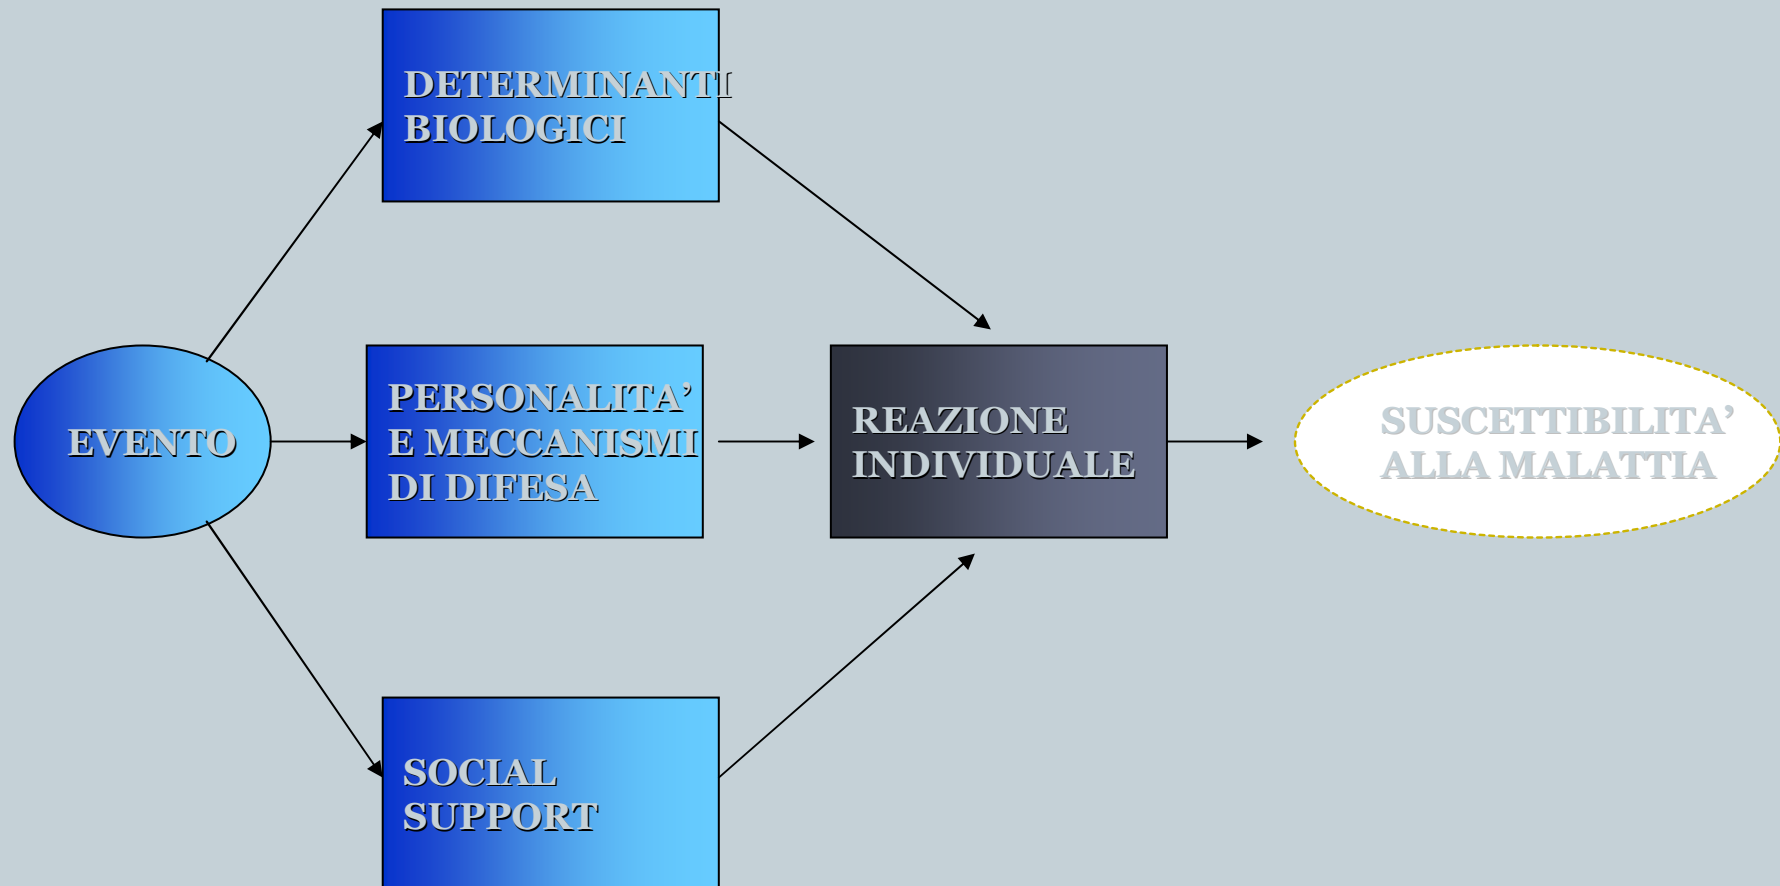 DETERMINANTI
BIOLOGICI
EVENTO
PERSONALITA’
E MECCANISMI
DI DIFESA
REAZIONE
INDIVIDUALE
SUSCETTIBILITA’
ALLA MALATTIA
SOCIAL
SUPPORT